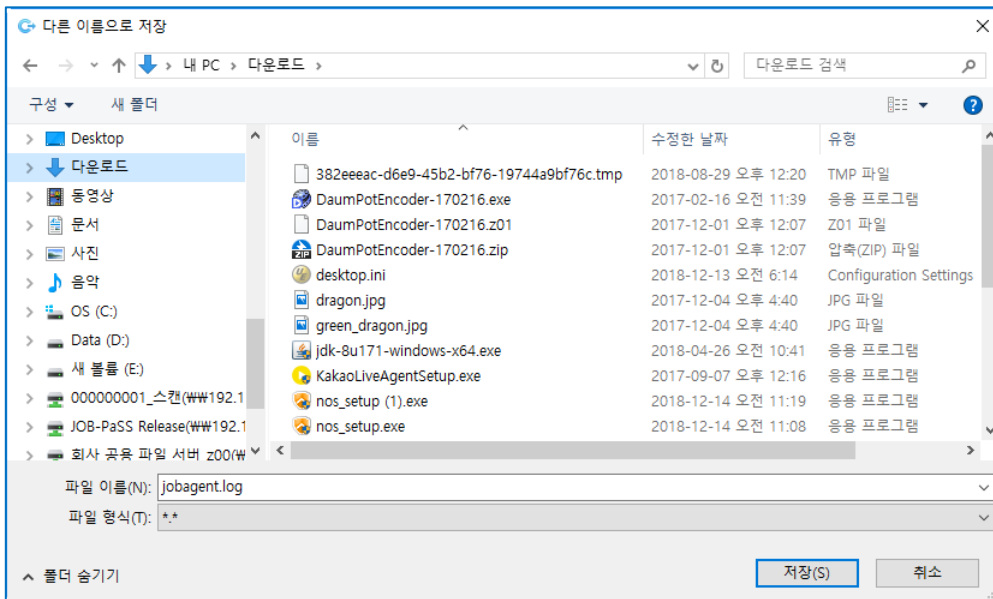 다른 이름으로 저장
내 PC > 다운로드 >
다운로드 검색
구성
새 폴더
Desktop
다운로드
동영상
문서
사진
음악
OS (C:)
Data (D:)
새 볼륨 (E:)
000000001_스캔(₩₩192.1
JOB-PaSS Release(₩₩192.1
회사 공용 파일 서버 z00(₩
이름 수정한 날짜 유형
382eeeac-d6e9-45b2-bf76-19744a9bf76c.tmp 2018-08-29 오후 12:20 TMP 파일
DaumPotEncoder-170216.exe 2017-02-16 오전 11:39 응용 프로그램
DaumPotEncoder-170216.z01 2017-12-01 오후 12:07 Z01 파일
DaumPotEncoder-170216.zip 2017-12-01 오후 12:07 압축(ZIP) 파일
desktop.ini 2018-12-13 오전 6:14 Configuration Settings
dragon.jpg 2017-12-04 오후 4:40 JPG 파일
green_dragon.jpg 2017-12-04 오후 4:40 JPG 파일
jdk-8u171-windows-x64.exe 2018-04-26 오전 10:41 응용 프로그램
KakaoLiveAgentSetup.exe 2017-09-07 오후 12:16 응용 프로그램
nos_setup (1).exe 2018-12-14 오전 11:19 응용 프로그램
nos_setup.exe 2018-12-14 오전 11:08 응용 프로그램
파일 이름(N): jobagent.log
파일 형식(T): *.*
폴더 숨기기
저장(S)
취소